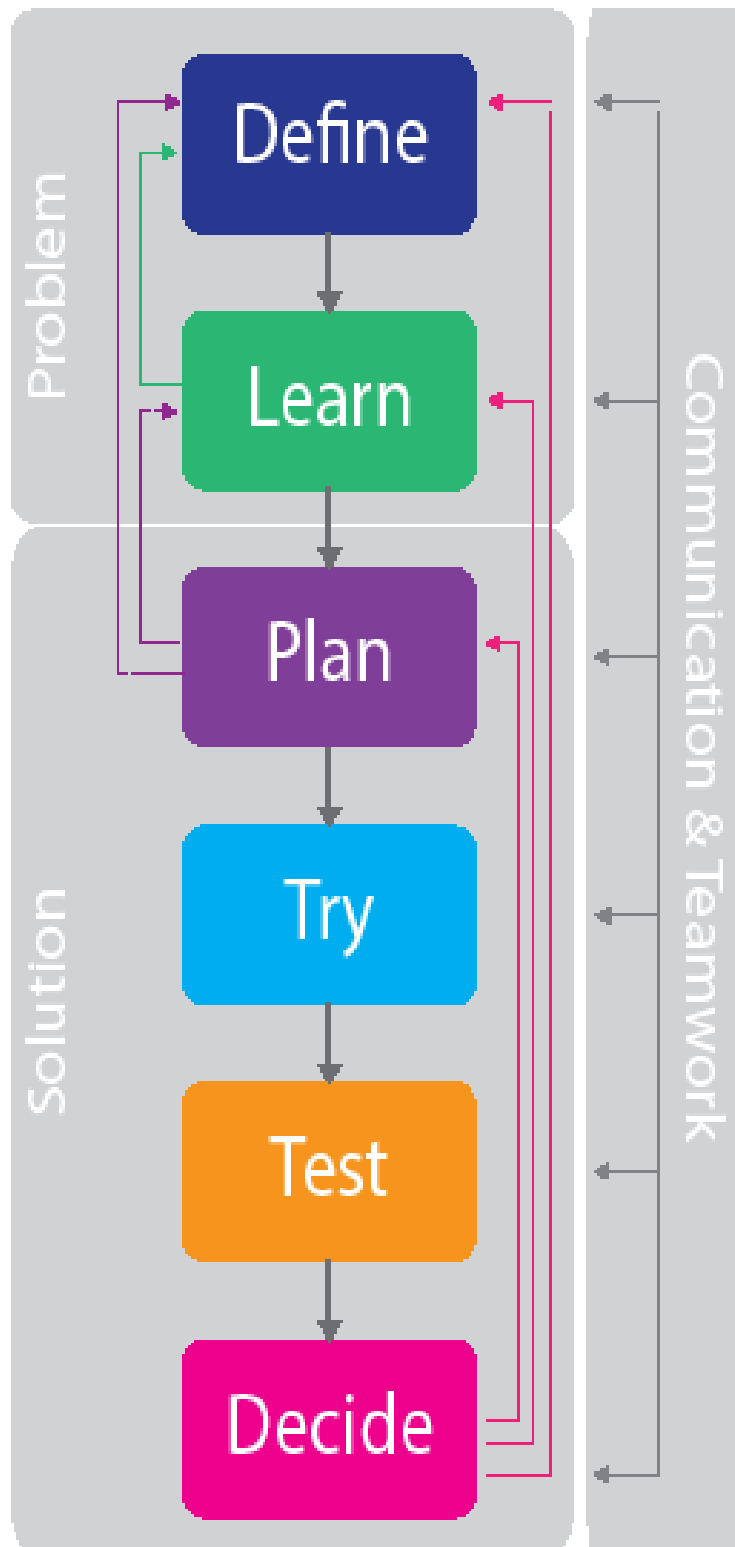 Problem
Define
Learn
Solution
Plan
Try
Test
Decide
Communication & Teamwork